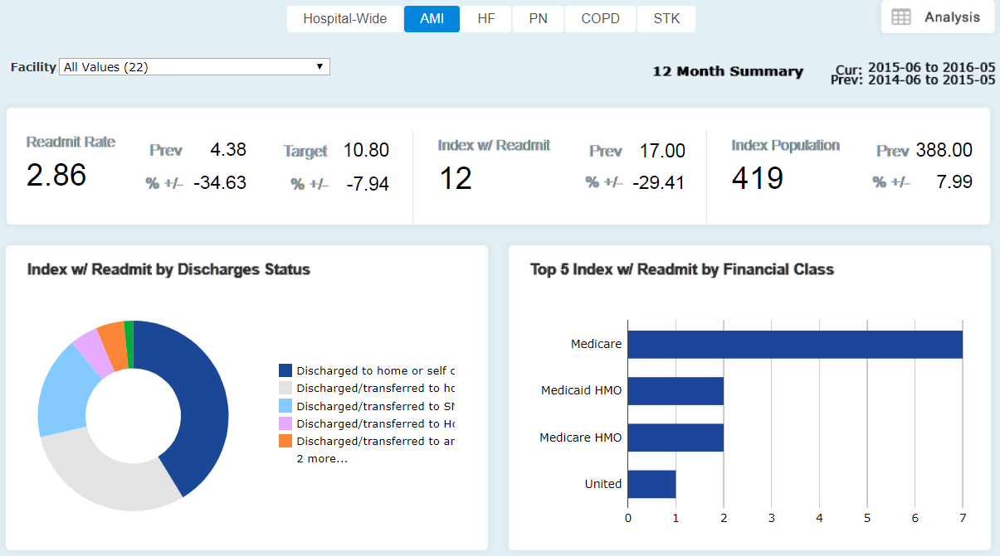 Hospital-Wide AMI HF PN COPD STK
Analysis
Facility All Values (22)
12 Month Summary
Cur: 2015-06 to 2016-05
Prev: 2014-06 to 2015-05
Readmit Rate
2.86
Prev 4.38
% +/- -34.63
Target 10.80
% +/- -7.94
Index w/ Readmit
12
Prev 17.00
% +/- -29.41
Index Population
419
Prev 388.00
% +/- 7.99
Index w/ Readmit by Discharges Status
Discharged to home or self c
Discharged/transferred to ho
Discharged/transferred to SN
Discharged/transferred to Ho
Discharged/transferred to an
2 more...
Top 5 Index w/ Readmit by Financial Class
Medicare
Medicaid HMO
Medicare HMO
United
0 1 2 3 4 5 6 7